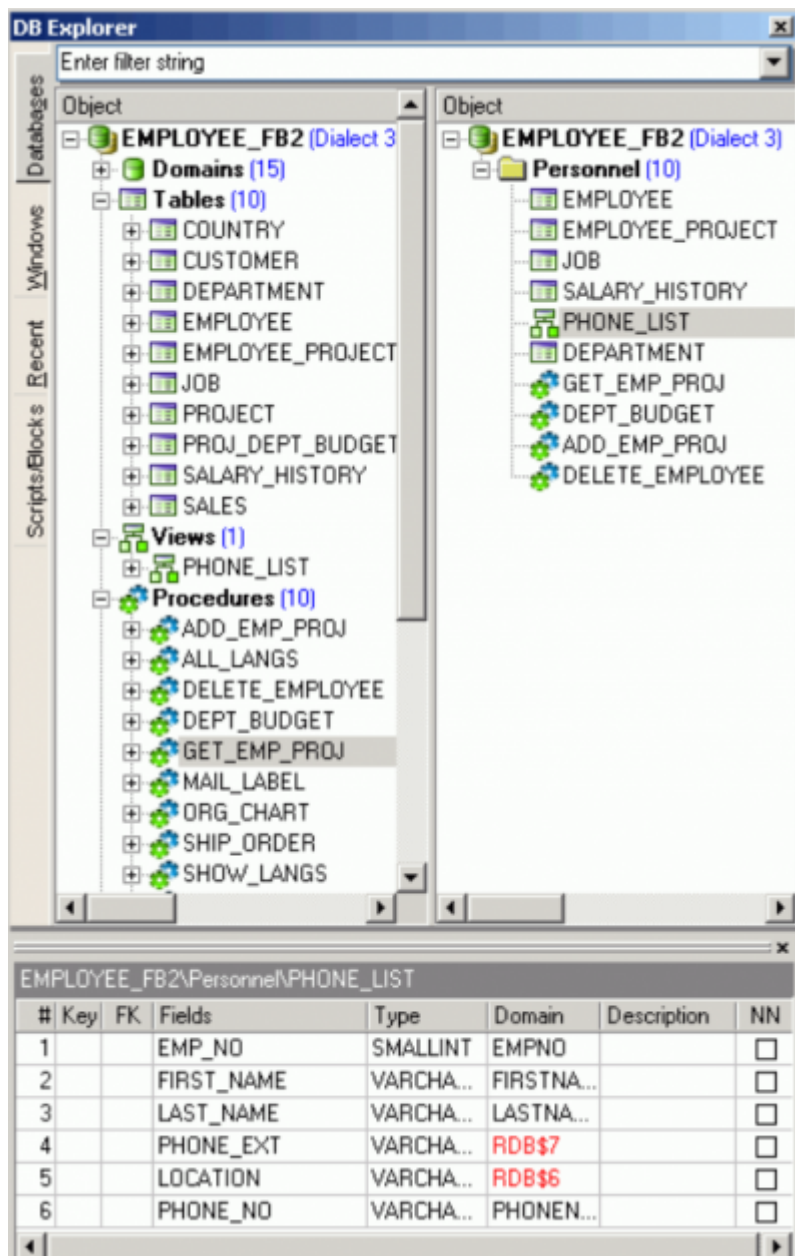 DB Explorer
Enter filter string
Databases
Windows
Recent
Scripts/Blocks
Object
EMPLOYEE_FB2 (Dialect 3
Domains (15)
Tables (10)
COUNTRY
CUSTOMER
DEPARTMENT
EMPLOYEE
EMPLOYEE_PROJECT
JOB
PROJECT
PROJ_DEPT_BUDGET
SALARY_HISTORY
SALES
Views (1)
PHONE_LIST
Procedures (10)
ADD_EMP_PROJ
ALL_LANGS
DELETE_EMPLOYEE
DEPT_BUDGET
GET_EMP_PROJ
MAIL_LABEL
ORG_CHART
SHIP_ORDER
SHOW_LANGS
Object
EMPLOYEE_FB2 (Dialect 3)
Personnel (10)
EMPLOYEE
EMPLOYEE_PROJECT
JOB
SALARY_HISTORY
PHONE_LIST
DEPARTMENT
GET_EMP_PROJ
DEPT_BUDGET
ADD_EMP_PROJ
DELETE_EMPLOYEE
EMPLOYEE_FB2\Personnel\PHONE_LIST
# Key FK Fields Type Domain Description NN
1 EMP_NO SMALLINT EMPNO
2 FIRST_NAME VARCHA... FIRSTNA...
3 LAST_NAME VARCHA... LASTNA...
4 PHONE_EXT VARCHA... RDB$7
5 LOCATION VARCHA... RDB$6
6 PHONE_NO VARCHA... PHONEN...